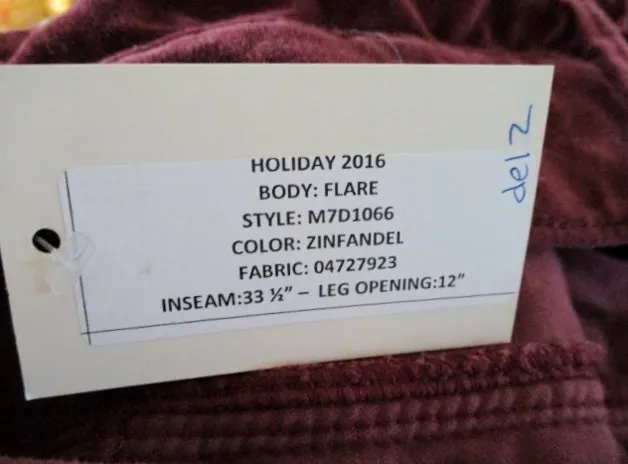 HOLIDAY 2016
BODY: FLARE
STYLE: M7D1066
COLOR: ZINFANDEL
FABRIC: 04727923
INSEAM:33 ½” – LEG OPENING:12”
del 2